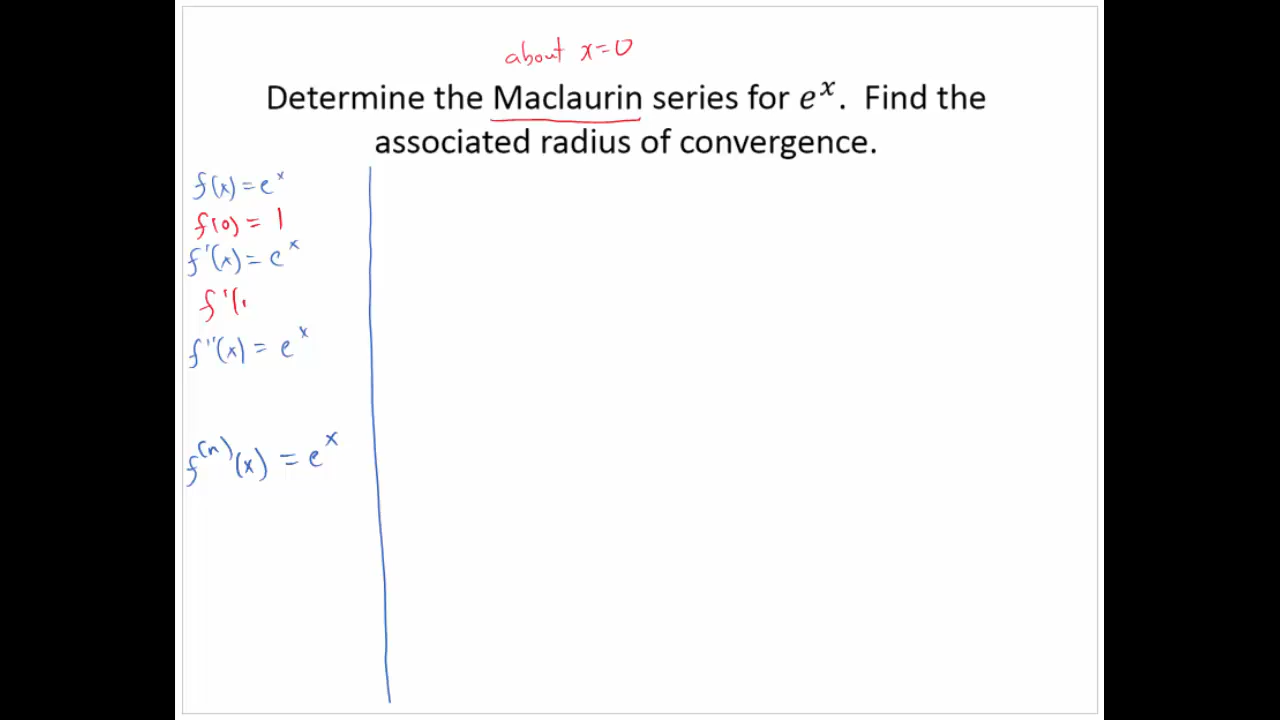 about x=0
Determine the Maclaurin series for eˣ. Find the
associated radius of convergence.
f(x) = eˣ
f(0) = 1
f'(x) = eˣ
f'(
f''(x) = eˣ
f⁽ⁿ⁾(x) = eˣ